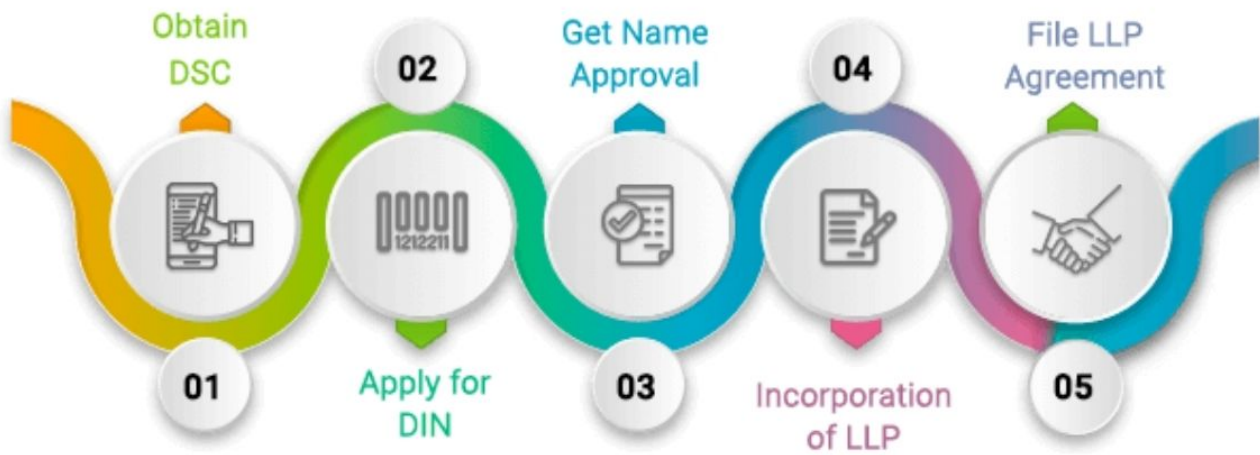 Obtain
DSC
01
02
Apply for
DIN
Get Name
Approval
03
04
Incorporation
of LLP
File LLP
Agreement
05
1212211